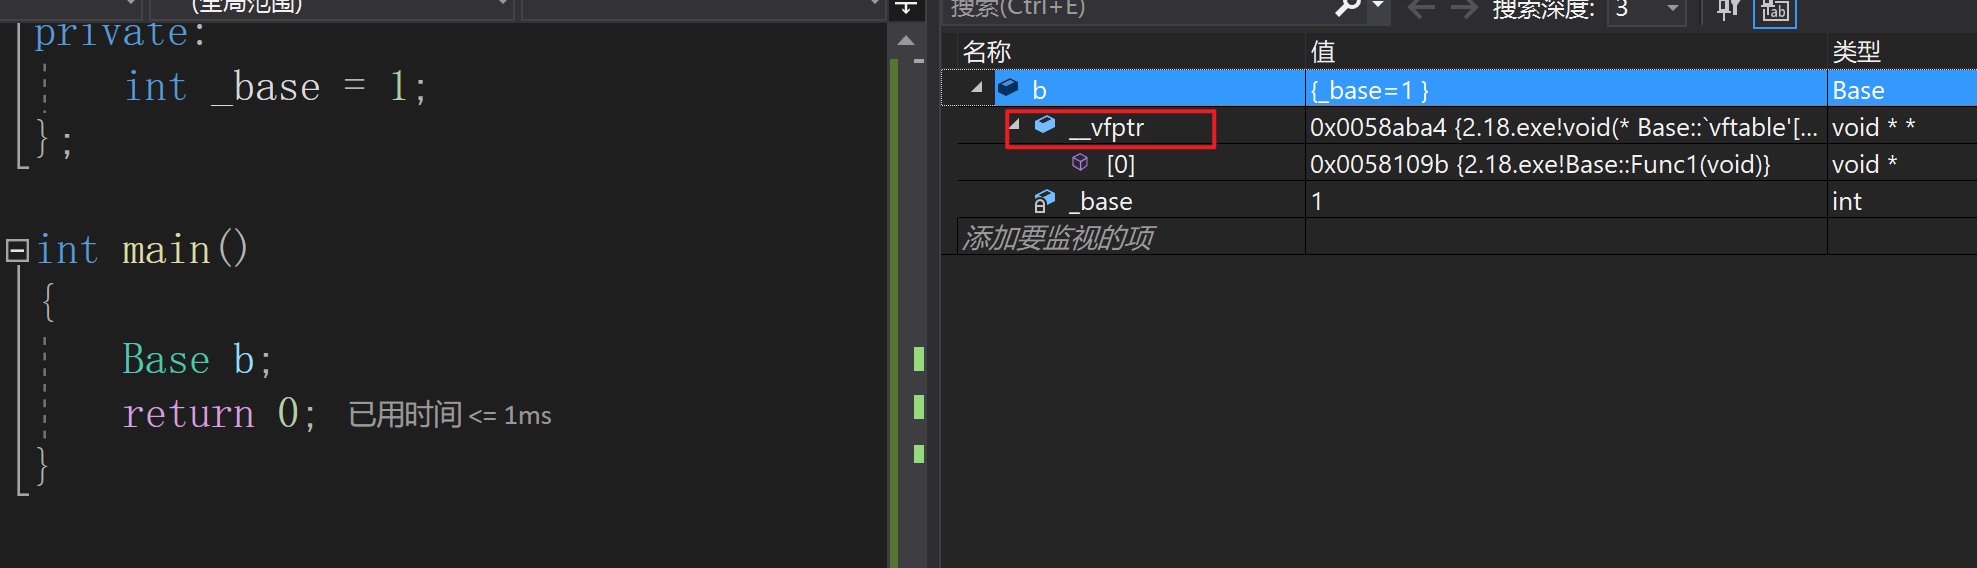 (全局范围)
private:
int _base = 1;
};
int main()
{
Base b;
return 0; 已用时间 <= 1ms
}
搜索(Ctrl+E)
搜索深度: 3
名称 值 类型
b {_base=1 } Base
__vfptr 0x0058aba4 {2.18.exe!void(* Base::`vftable'[... void * *
[0] 0x0058109b {2.18.exe!Base::Func1(void)} void *
_base 1 int
添加要监视的项